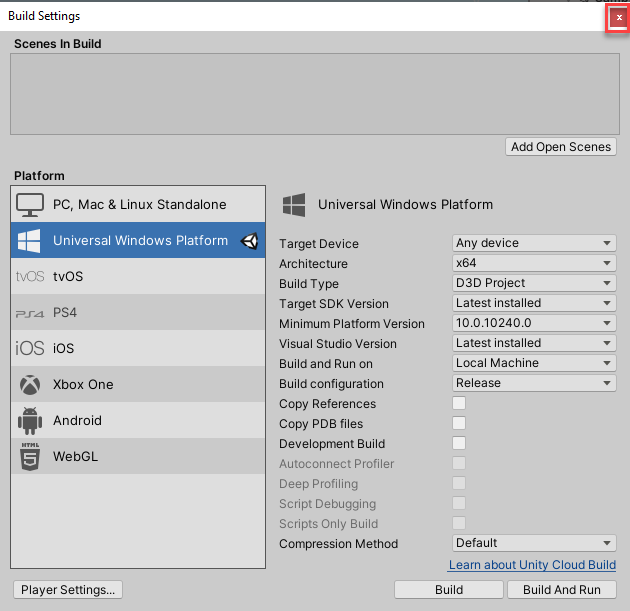 Build Settings
x
Scenes In Build
Add Open Scenes
Platform
PC, Mac & Linux Standalone
Universal Windows Platform
tvOS tvOS
PS4 PS4
iOS iOS
Xbox One
Android
HTML 5 WebGL
Universal Windows Platform
Target Device Any device
Architecture x64
Build Type D3D Project
Target SDK Version Latest installed
Minimum Platform Version 10.0.10240.0
Visual Studio Version Latest installed
Build and Run on Local Machine
Build configuration Release
Copy References
Copy PDB files
Development Build
Autoconnect Profiler
Deep Profiling
Script Debugging
Scripts Only Build
Compression Method Default
Learn about Unity Cloud Build
Player Settings...
Build
Build And Run